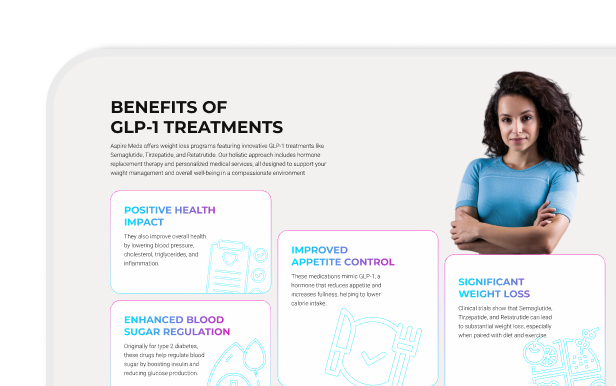 BENEFITS OF
GLP-1 TREATMENTS
Aspire Meds offers weight loss programs featuring innovative GLP-1 treatments like
Semaglutide, Tirzepatide, and Retatrutide. Our holistic approach includes hormone
replacement therapy and personalized medical services, all designed to support your
weight management and overall well-being in a compassionate environment
POSITIVE HEALTH
IMPACT
They also improve overall health
by lowering blood pressure,
cholesterol, triglycerides, and
inflammation.
ENHANCED BLOOD
SUGAR REGULATION
Originally for type 2 diabetes,
these drugs help regulate blood
sugar by boosting insulin and
reducing glucose production.
IMPROVED
APPETITE CONTROL
These medications mimic GLP-1, a
hormone that reduces appetite and
increases fullness, helping to lower
calorie intake.
SIGNIFICANT
WEIGHT LOSS
Clinical trials show that Semaglutide,
Tirzepatide, and Retatrutide can lead
to substantial weight loss, especially
when paired with diet and exercise.